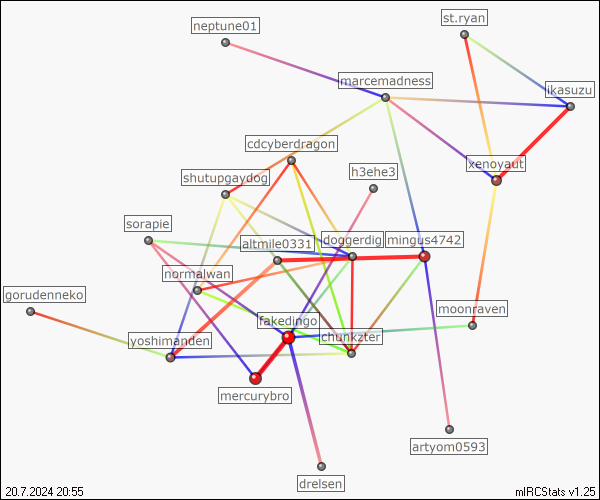 neptune01
st.ryan
marcemadness
ikasuzu
cdcyberdragon
xenoyaut
h3ehe3
shutupgaydog
sorapie
altmile0331
doggerdig
mingus4742
normalwan
gorudenneko
moonraven
fakedingo
yoshimanden
chunkzter
mercurybro
artyom0593
drelsen
20.7.2024 20:55
mIRCStats v1.25